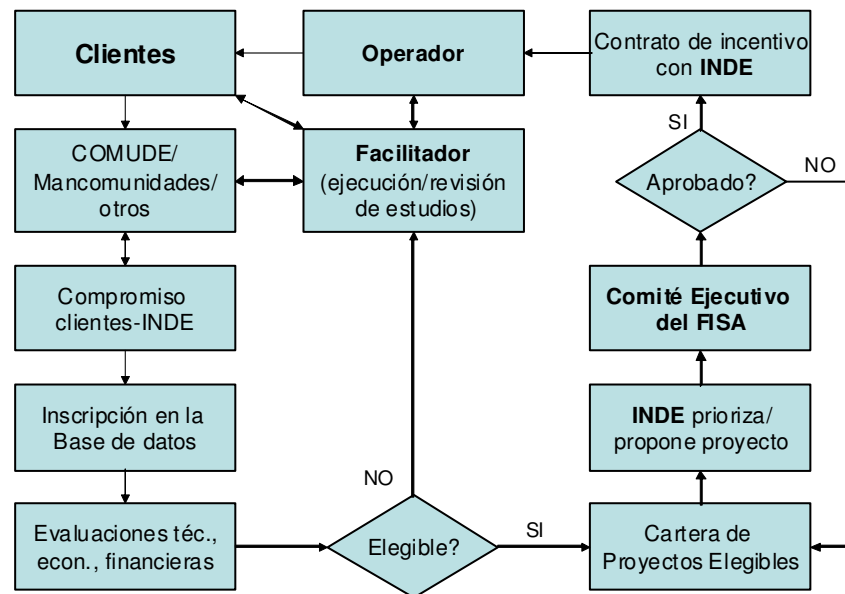 Clientes
Operador
Contrato de incentivo
con INDE
SI
COMUDE/
Mancomunidades/
otros
Facilitador
(ejecución/revisión
de estudios)
Aprobado?
NO
Compromiso
clientes-INDE
Comité Ejecutivo
del FISA
Inscripción en la
Base de datos
INDE prioriza/
propone proyecto
NO
Evaluaciones téc.,
econ., financieras
Elegible?
SI
Cartera de
Proyectos Elegibles